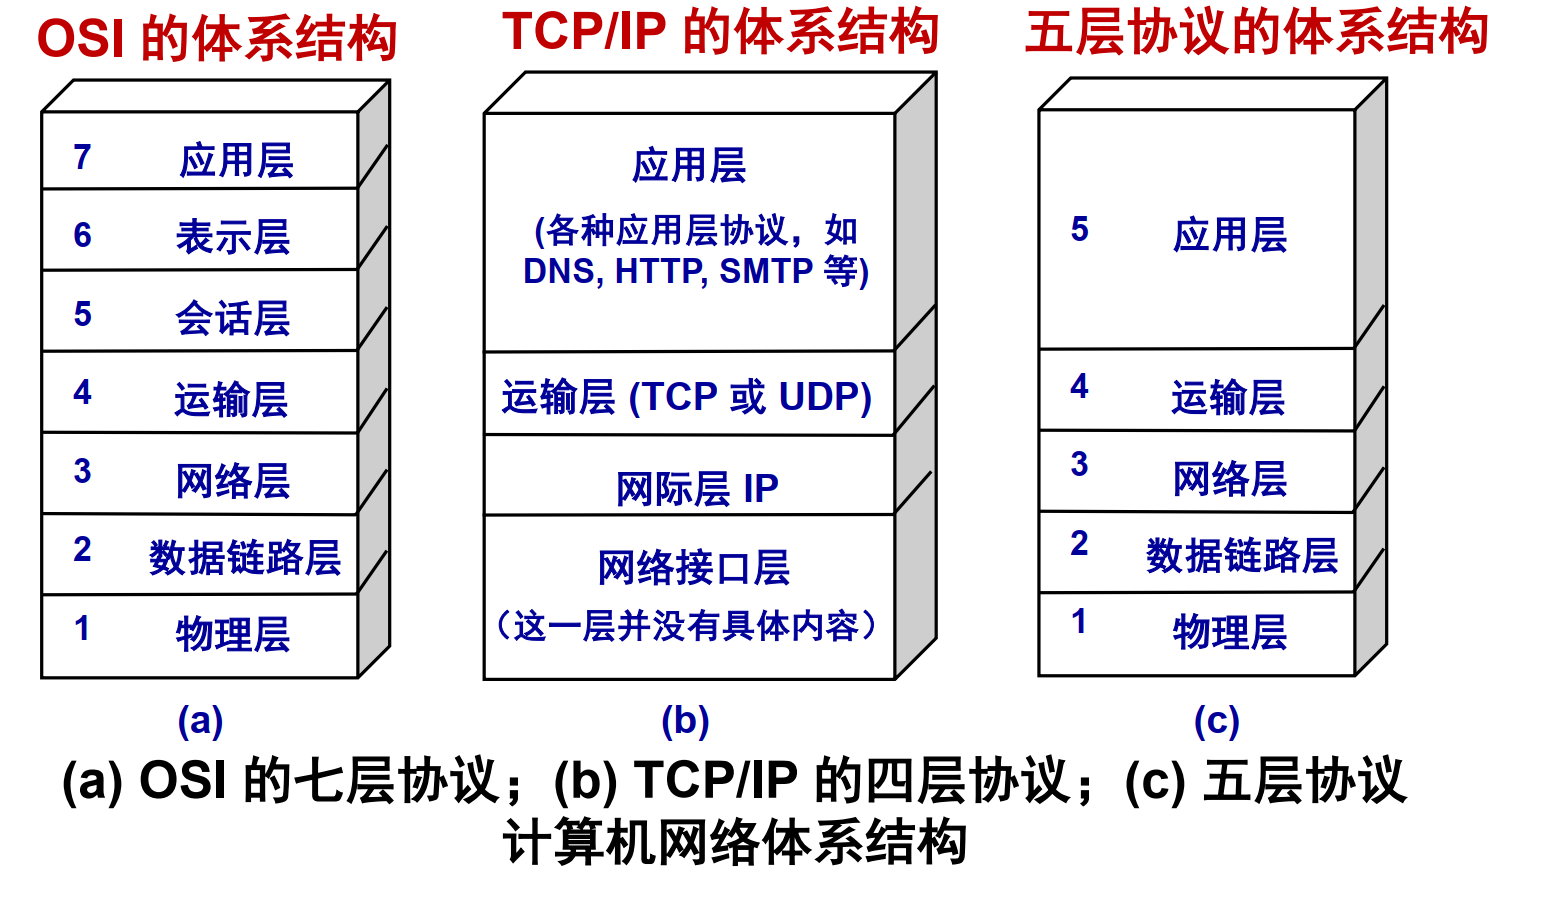 OSI 的体系结构
7 应用层
6 表示层
5 会话层
4 运输层
3 网络层
2 数据链路层
1 物理层
(a)
TCP/IP 的体系结构
应用层
(各种应用层协议，如
DNS, HTTP, SMTP 等)
运输层 (TCP 或 UDP)
网际层 IP
网络接口层
（这一层并没有具体内容）
(b)
五层协议的体系结构
5 应用层
4 运输层
3 网络层
2 数据链路层
1 物理层
(c)
(a) OSI 的七层协议；(b) TCP/IP 的四层协议；(c) 五层协议
计算机网络体系结构